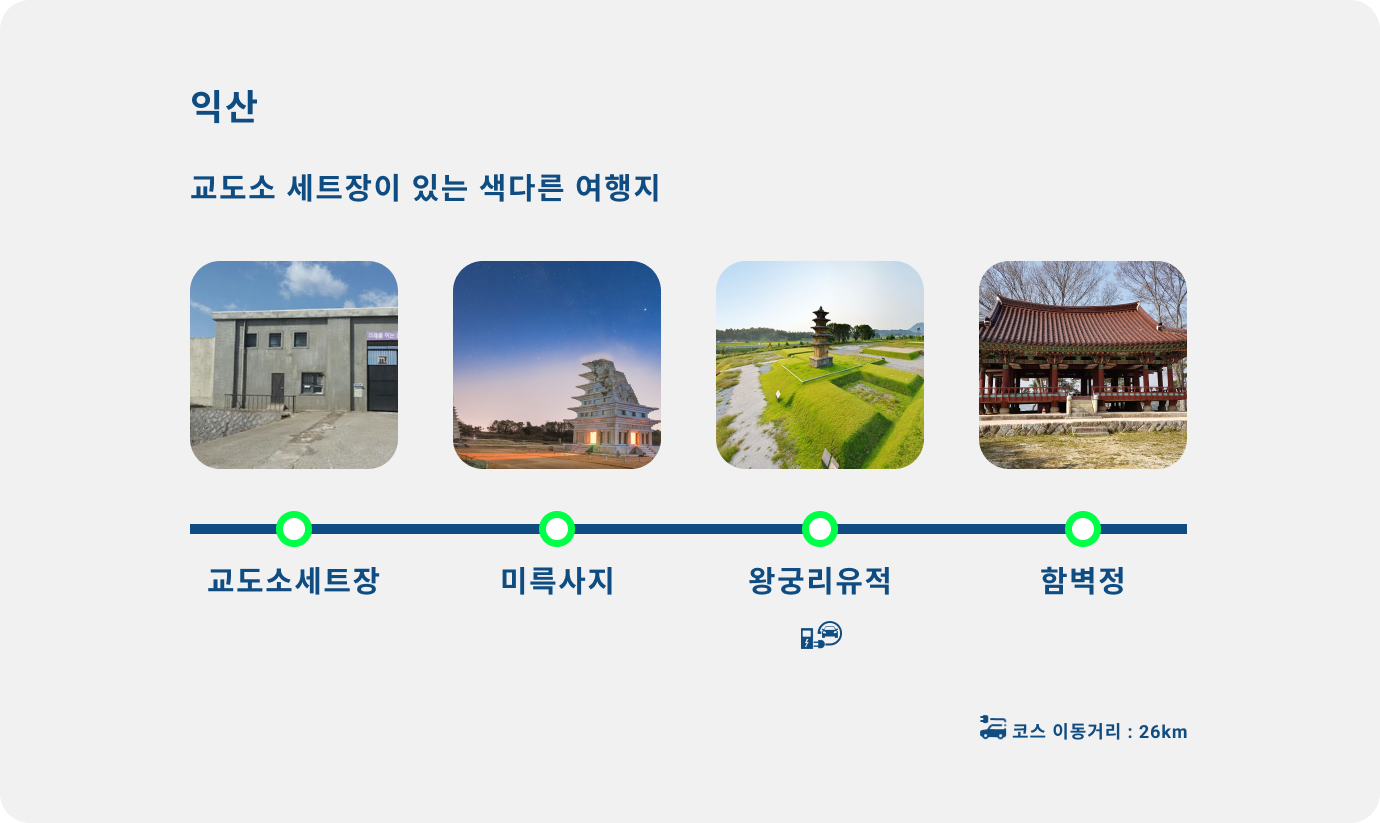 익산
교도소 세트장이 있는 색다른 여행지
교도소세트장
미륵사지
왕궁리유적
함벽정
코스 이동거리 : 26km